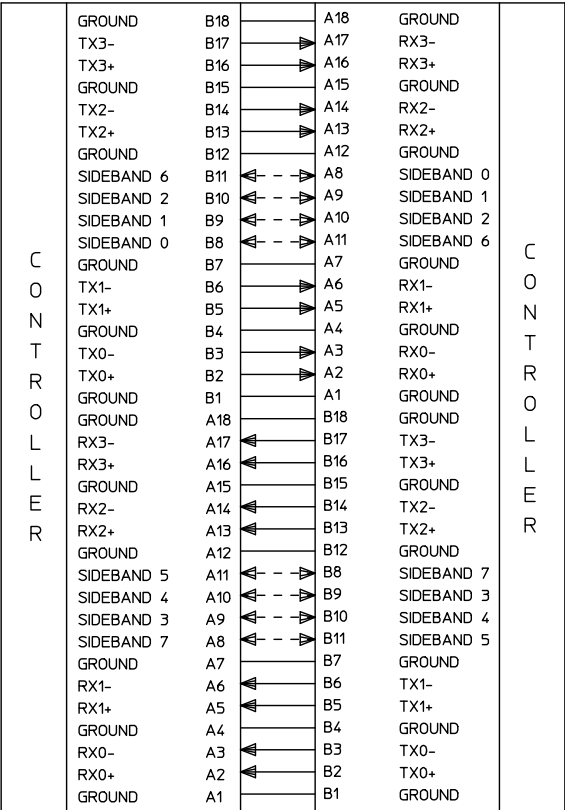 CONTROLLER
GROUND B18 A18 GROUND
TX3- B17 A17 RX3-
TX3+ B16 A16 RX3+
GROUND B15 A15 GROUND
TX2- B14 A14 RX2-
TX2+ B13 A13 RX2+
GROUND B12 A12 GROUND
SIDEBAND 6 B11 A8 SIDEBAND 0
SIDEBAND 2 B10 A9 SIDEBAND 1
SIDEBAND 1 B9 A10 SIDEBAND 2
SIDEBAND 0 B8 A11 SIDEBAND 6
GROUND B7 A7 GROUND
TX1- B6 A6 RX1-
TX1+ B5 A5 RX1+
GROUND B4 A4 GROUND
TX0- B3 A3 RX0-
TX0+ B2 A2 RX0+
GROUND B1 A1 GROUND
GROUND A18 B18 GROUND
RX3- A17 B17 TX3-
RX3+ A16 B16 TX3+
GROUND A15 B15 GROUND
RX2- A14 B14 TX2-
RX2+ A13 B13 TX2+
GROUND A12 B12 GROUND
SIDEBAND 5 A11 B8 SIDEBAND 7
SIDEBAND 4 A10 B9 SIDEBAND 3
SIDEBAND 3 A9 B10 SIDEBAND 4
SIDEBAND 7 A8 B11 SIDEBAND 5
GROUND A7 B7 GROUND
RX1- A6 B6 TX1-
RX1+ A5 B5 TX1+
GROUND A4 B4 GROUND
RX0- A3 B3 TX0-
RX0+ A2 B2 TX0+
GROUND A1 B1 GROUND
CONTROLLER